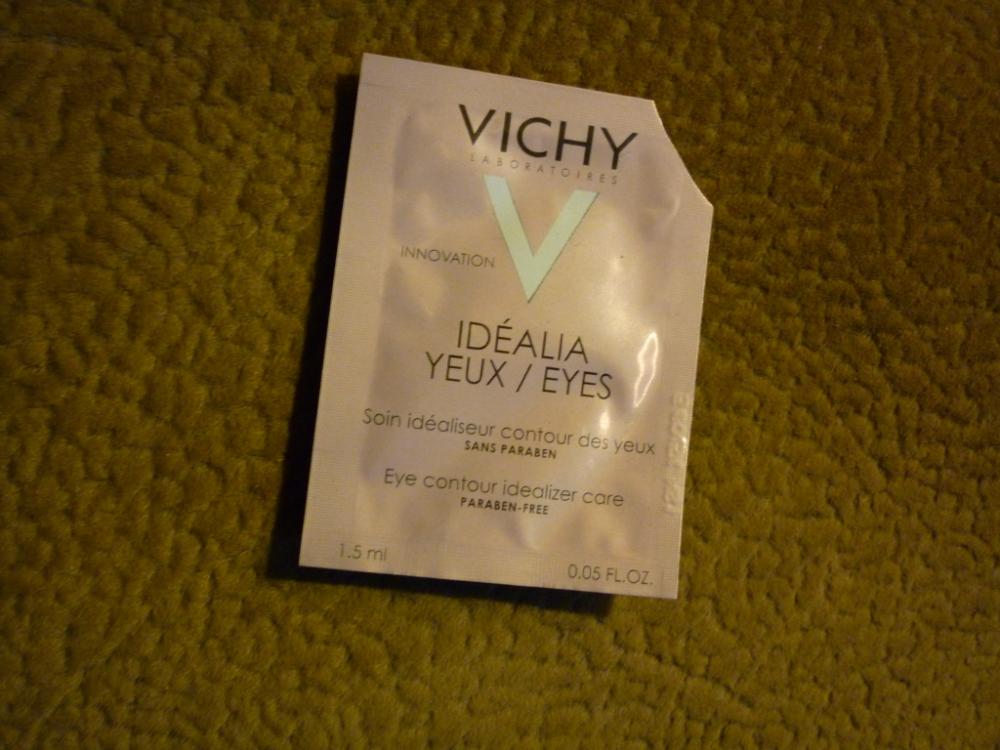 VICHY
LABORATOIRES
INNOVATION
IDÉALIA
YEUX / EYES
Soin idéaliseur contour des yeux
SANS PARABEN
Eye contour idealizer care
PARABEN-FREE
1.5 ml
0.05 FL.OZ.